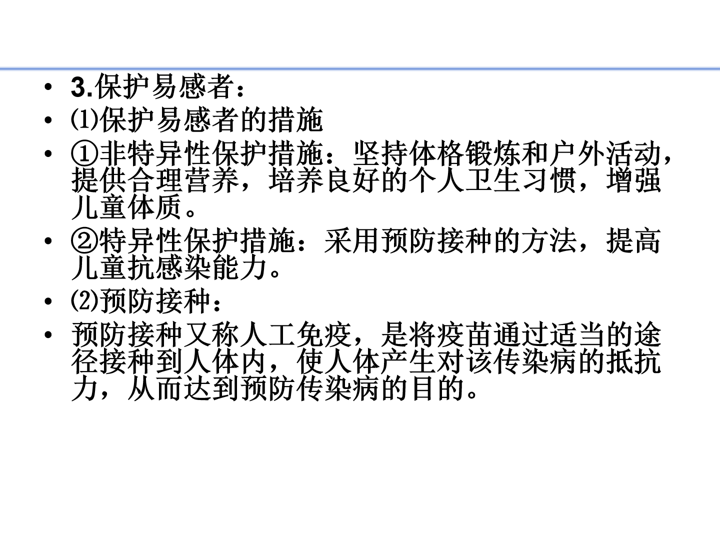 • 3.保护易感者：
• ⑴保护易感者的措施
• ①非特异性保护措施：坚持体格锻炼和户外活动，
提供合理营养，培养良好的个人卫生习惯，增强
儿童体质。
• ②特异性保护措施：采用预防接种的方法，提高
儿童抗感染能力。
• ⑵预防接种：
• 预防接种又称人工免疫，是将疫苗通过适当的途
径接种到人体内，使人体产生对该传染病的抵抗
力，从而达到预防传染病的目的。